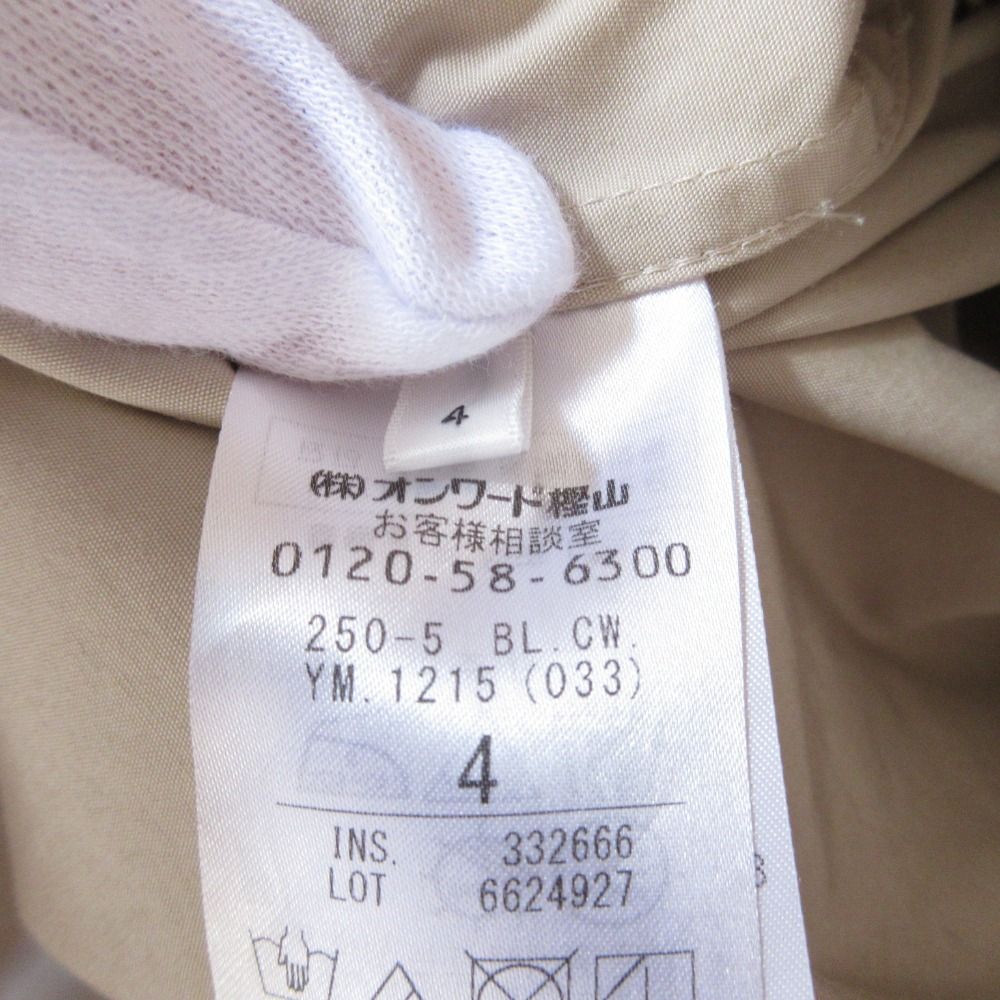 4
(株)オンワード樫山
お客様相談室
0120-58-6300
250-5 BL.CW.
YM.1215(033)
4
INS. 332666
LOT 6624927